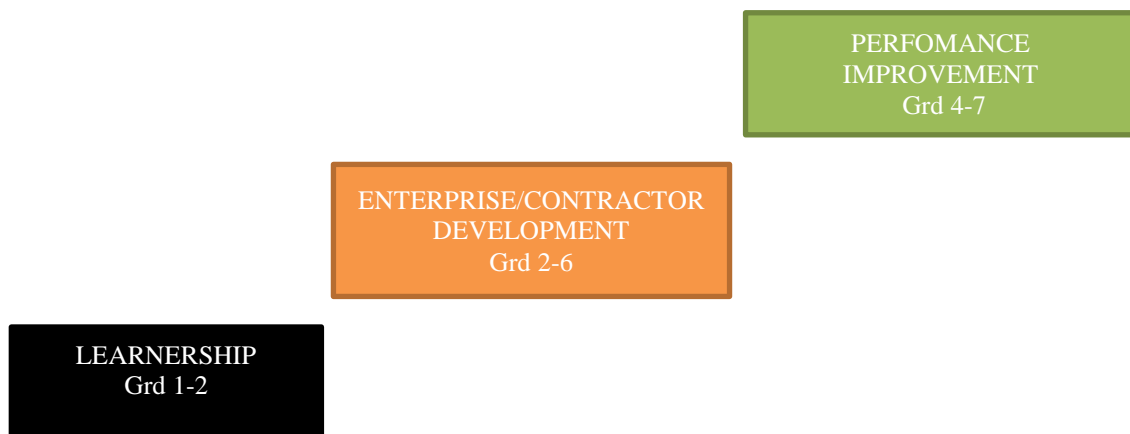 PERFOMANCE
IMPROVEMENT
Grd 4-7
ENTERPRISE/CONTRACTOR
DEVELOPMENT
Grd 2-6
LEARNERSHIP
Grd 1-2